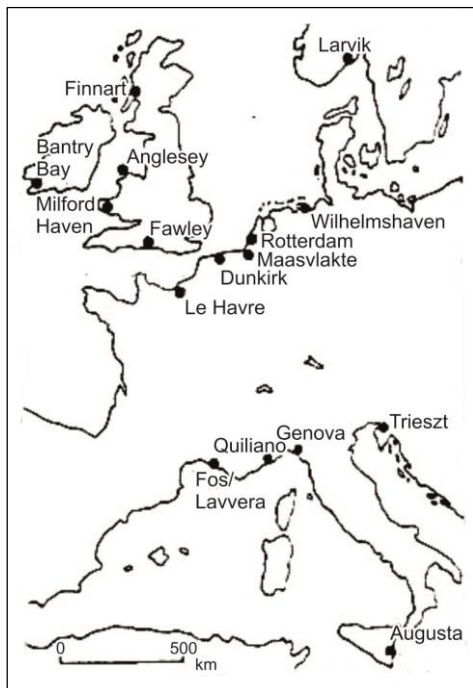 Larvik
Finnart
Bantry
Bay
Anglesey
Milford
Haven
Fawley
Wilhelmshaven
Rotterdam
Maasvlakte
Dunkirk
Le Havre
Trieszt
Genova
Quiliano
Fos/
Lavvera
Augusta
0 500
km